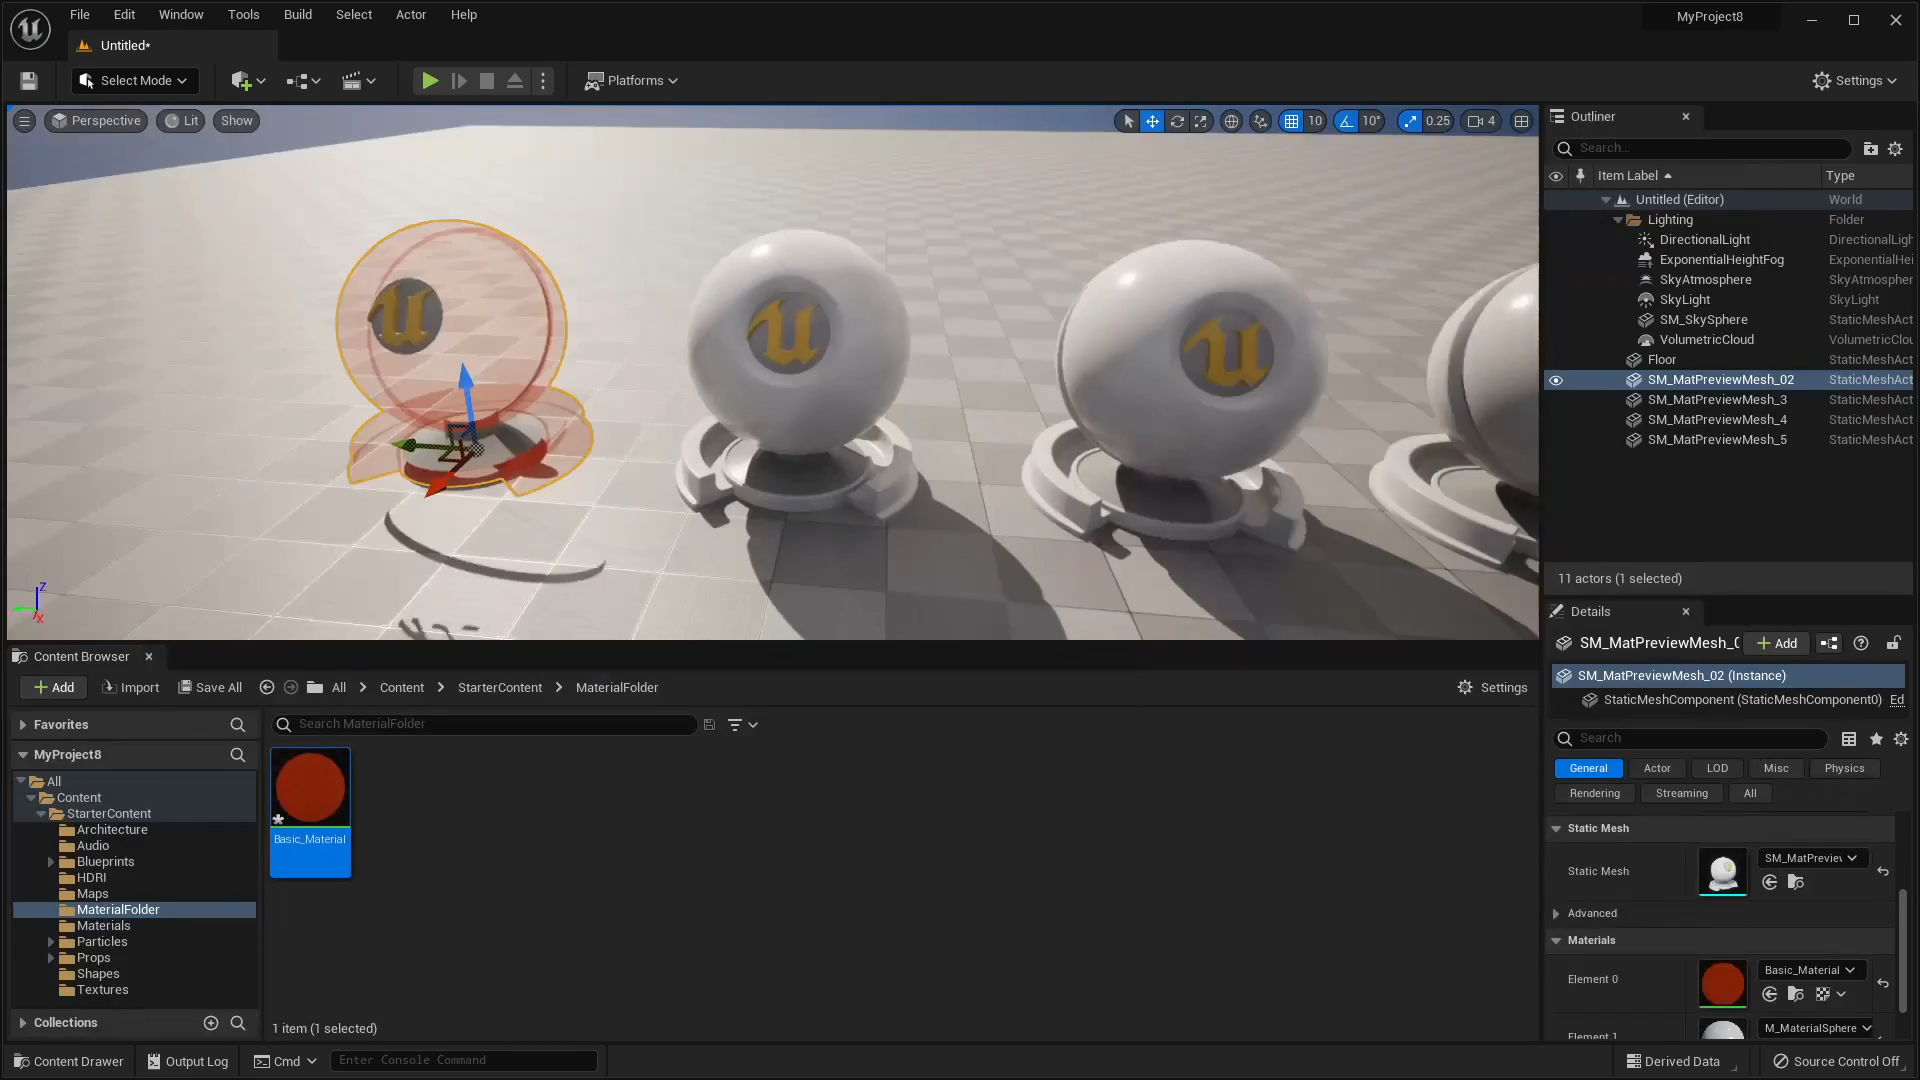 File Edit Window Tools Build Select Actor Help
MyProject8
Untitled*
Select Mode
Platforms
Settings
Perspective Lit Show
10 10° 0.25 4
Outliner
Search...
Item Label Type
Untitled (Editor) World
Lighting Folder
DirectionalLight DirectionalLigh
ExponentialHeightFog ExponentialHei
SkyAtmosphere SkyAtmospher
SkyLight SkyLight
SM_SkySphere StaticMeshAct
VolumetricCloud VolumetricClou
Floor StaticMeshAct
SM_MatPreviewMesh_02 StaticMeshAct
SM_MatPreviewMesh_3 StaticMeshAct
SM_MatPreviewMesh_4 StaticMeshAct
SM_MatPreviewMesh_5 StaticMeshAct
11 actors (1 selected)
Z
X
Details
SM_MatPreviewMesh_0 Add
SM_MatPreviewMesh_02 (Instance)
StaticMeshComponent (StaticMeshComponent0) Ed
Search
General Actor LOD Misc Physics
Rendering Streaming All
Static Mesh
Static Mesh SM_MatPreview
Advanced
Materials
Element 0 Basic_Material
Element 1 M_MaterialSphere
Content Browser
Add Import Save All All Content StarterContent MaterialFolder Settings
Favorites
Search MaterialFolder
MyProject8
All
Content
StarterContent
Architecture
Audio
Blueprints
HDRI
Maps
MaterialFolder
Materials
Particles
Props
Shapes
Textures
Collections
Basic_Material
1 item (1 selected)
Content Drawer Output Log Cmd Enter Console Command Derived Data Source Control Off